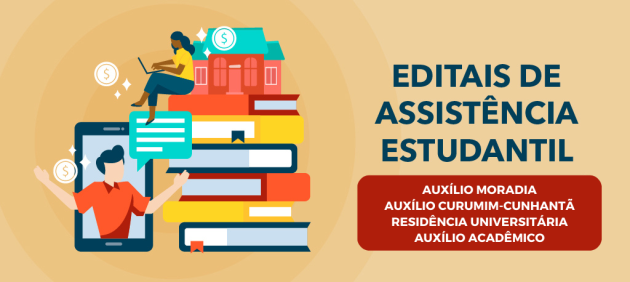 EDITAIS DE
ASSISTÊNCIA
ESTUDANTIL
AUXÍLIO MORADIA
AUXÍLIO CURUMIM-CUNHANTÃ
RESIDÊNCIA UNIVERSITÁRIA
AUXÍLIO ACADÊMICO